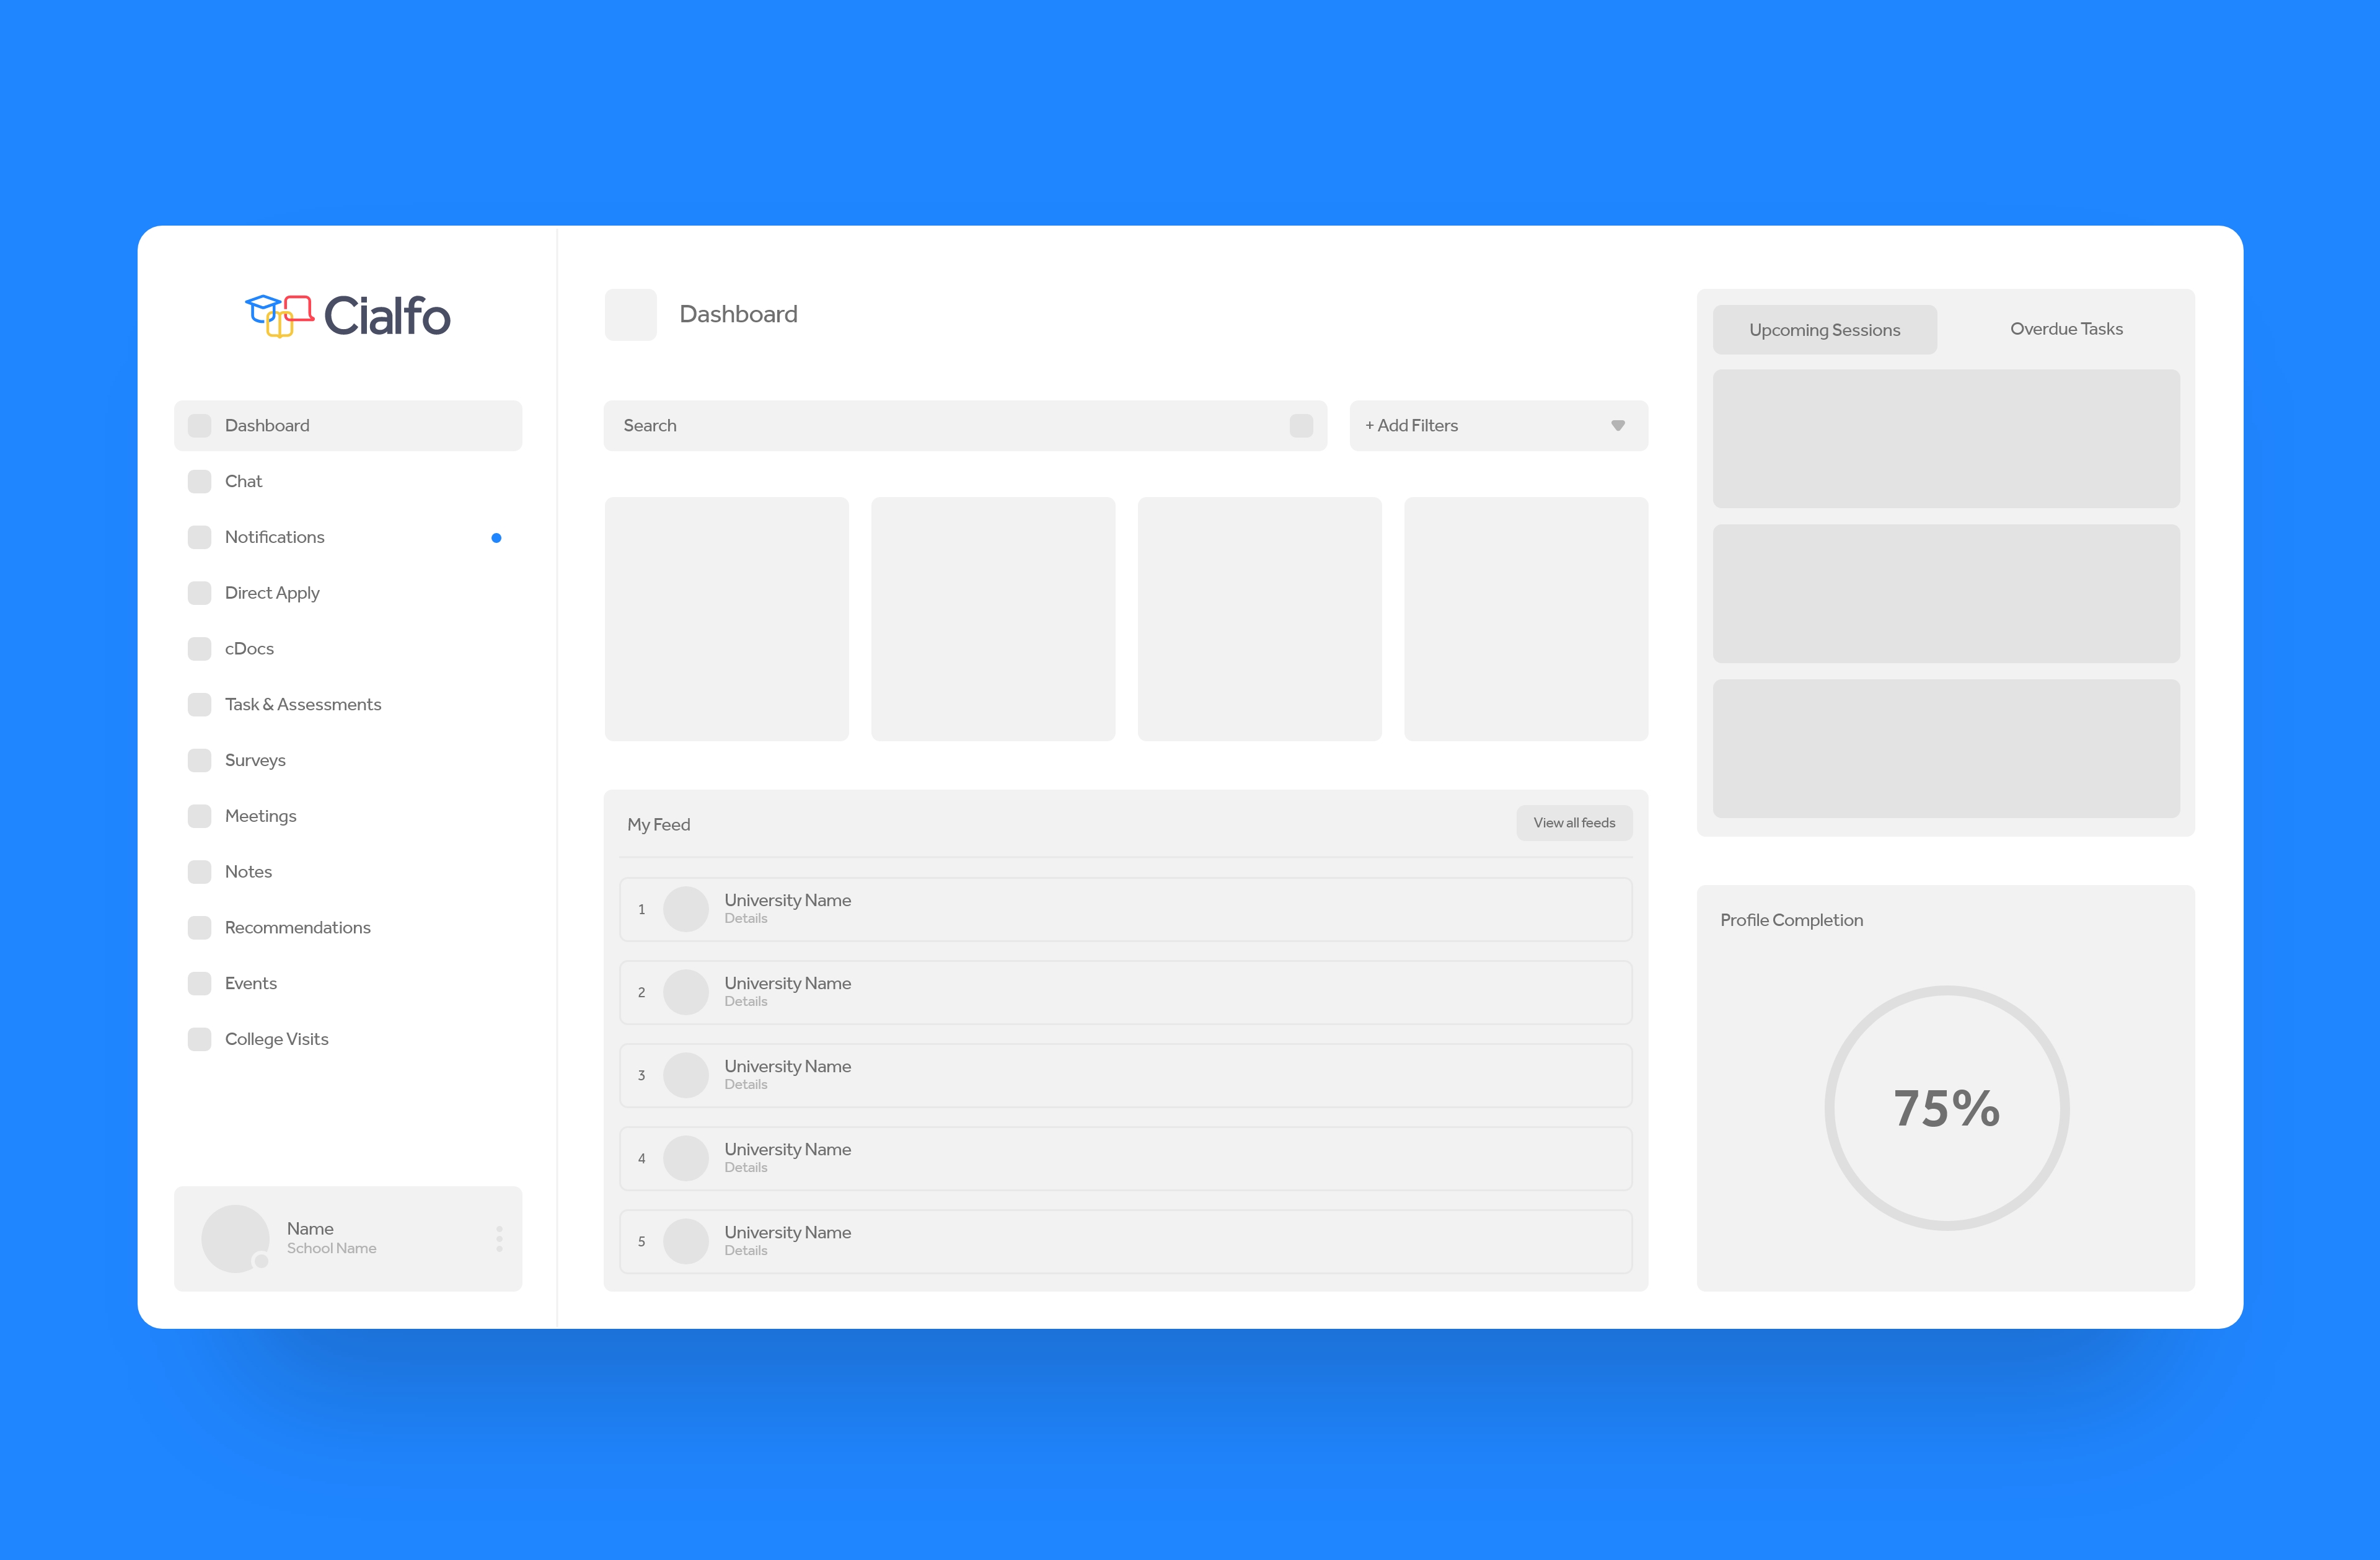 Cialfo
Dashboard
Chat
Notifications
Direct Apply
cDocs
Task & Assessments
Surveys
Meetings
Notes
Recommendations
Events
College Visits
Name
School Name
Dashboard
Search
+ Add Filters
My Feed
View all feeds
1
University Name
Details
2
University Name
Details
3
University Name
Details
4
University Name
Details
5
University Name
Details
Upcoming Sessions
Overdue Tasks
Profile Completion
75%